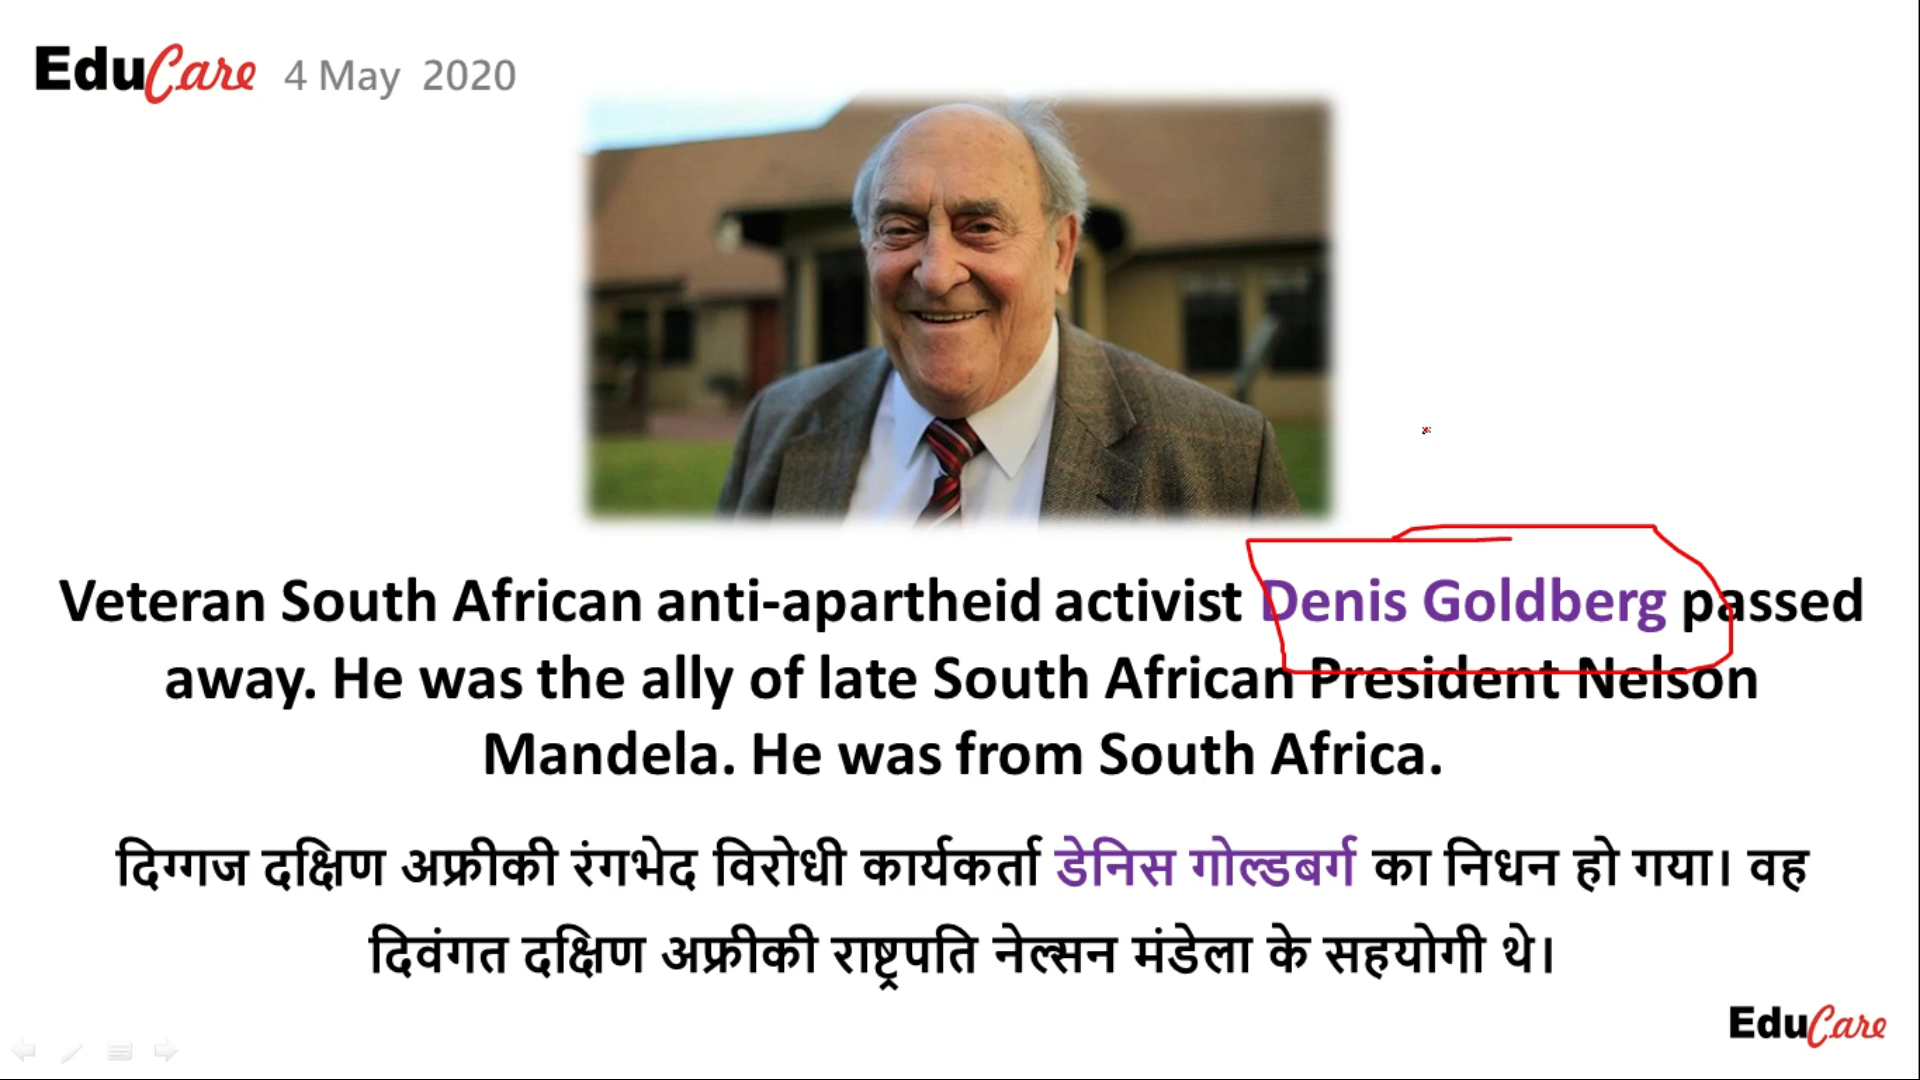 EduCare 4 May 2020
Veteran South African anti-apartheid activist Denis Goldberg passed
away. He was the ally of late South African President Nelson
Mandela. He was from South Africa.
दिग्गज दक्षिण अफ्रीकी रंगभेद विरोधी कार्यकर्ता डेनिस गोल्डबर्ग का निधन हो गया। वह
दिवंगत दक्षिण अफ्रीकी राष्ट्रपति नेल्सन मंडेला के सहयोगी थे।
EduCare